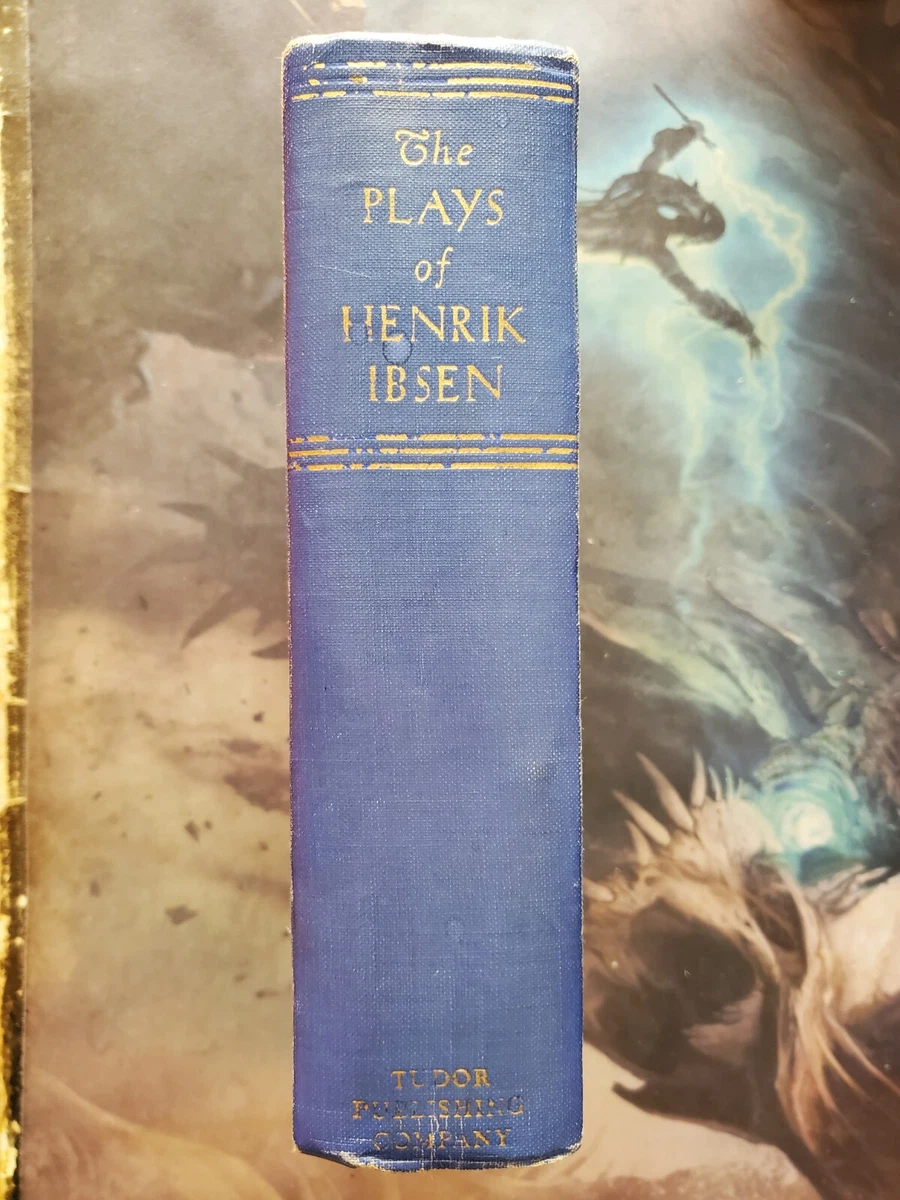 The
PLAYS
of
HENRIK
IBSEN
TUDOR
PUBLISHING
COMPANY